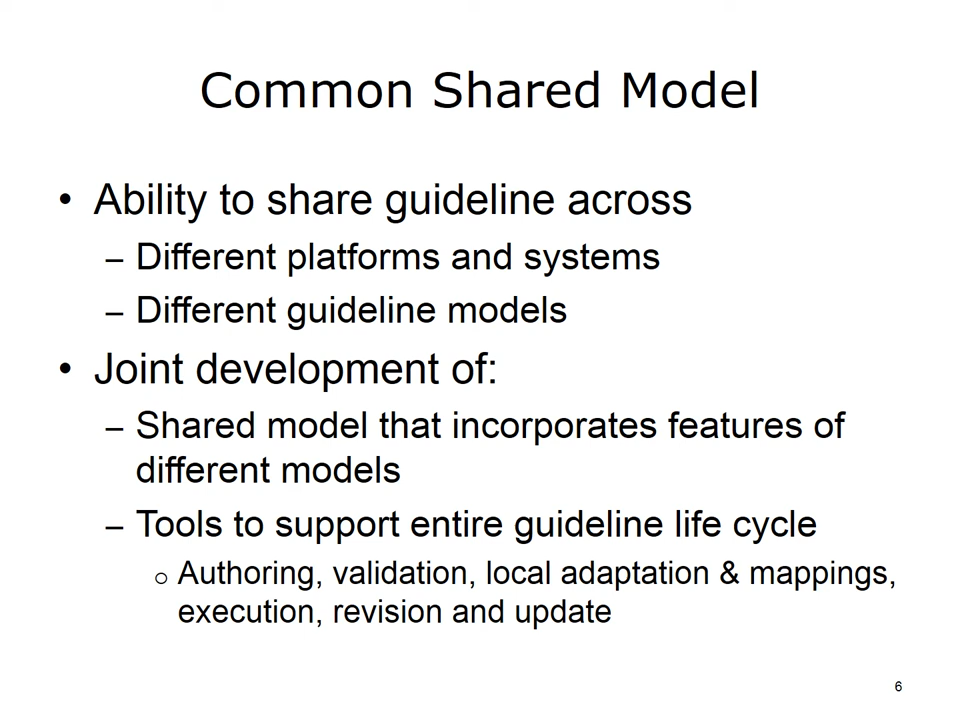 Common Shared Model
• Ability to share guideline across
– Different platforms and systems
– Different guideline models
• Joint development of:
– Shared model that incorporates features of
different models
– Tools to support entire guideline life cycle
o Authoring, validation, local adaptation & mappings,
execution, revision and update
6